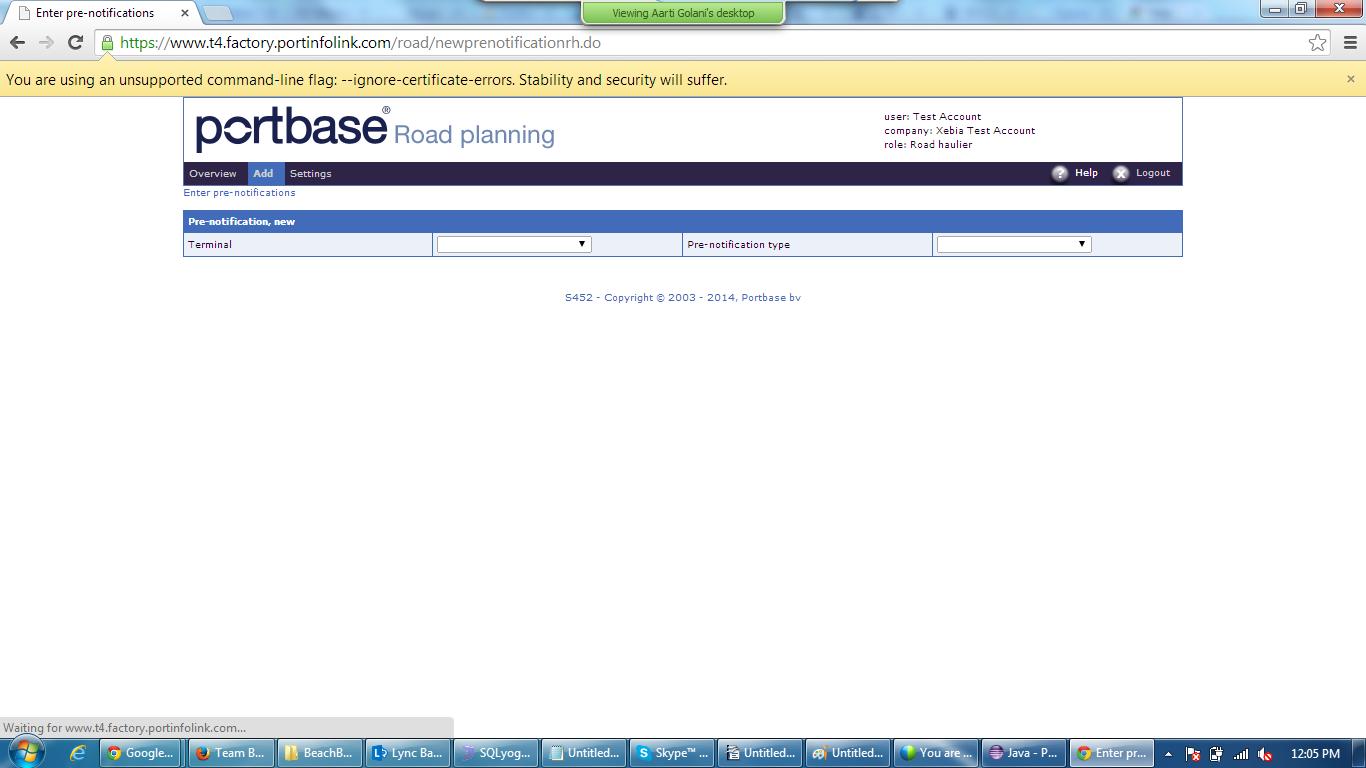 Enter pre-notifications
Viewing Aarti Golani's desktop
https://www.t4.factory.portinfolink.com/road/newprenotificationrh.do
You are using an unsupported command-line flag: --ignore-certificate-errors. Stability and security will suffer.
portbase® Road planning
user: Test Account
company: Xebia Test Account
role: Road haulier
Overview Add Settings ? Help X Logout
Enter pre-notifications
Pre-notification, new
Terminal Pre-notification type
S452 - Copyright © 2003 - 2014, Portbase bv
Waiting for www.t4.factory.portinfolink.com...
Google... Team B... BeachB... Lync Ba... SQLyog... Untitled... Skype™ ... Untitled... Untitled... You are ... Java - P... Enter pr... 12:05 PM